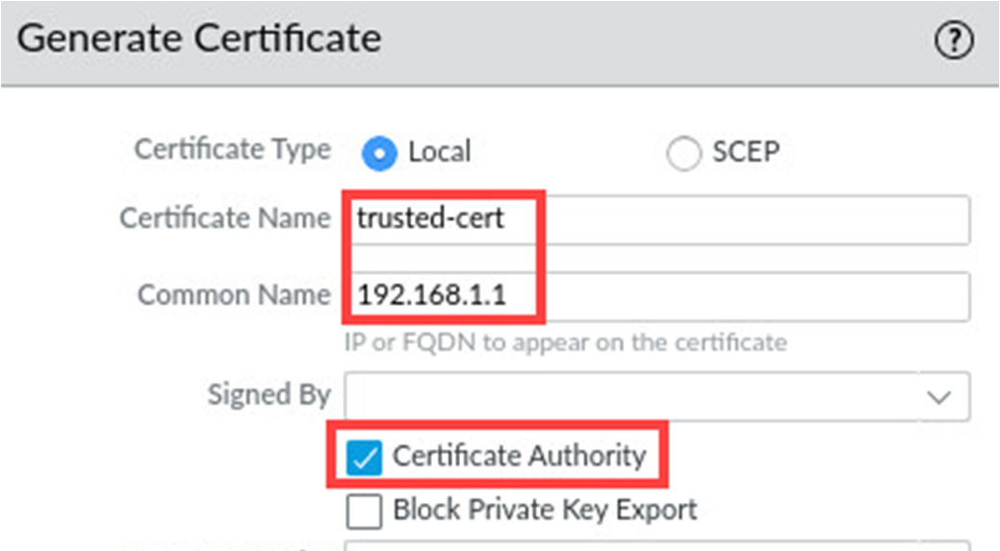 Generate Certificate
?
Certificate Type Local SCEP
Certificate Name trusted-cert
Common Name 192.168.1.1
IP or FQDN to appear on the certificate
Signed By
Certificate Authority
Block Private Key Export